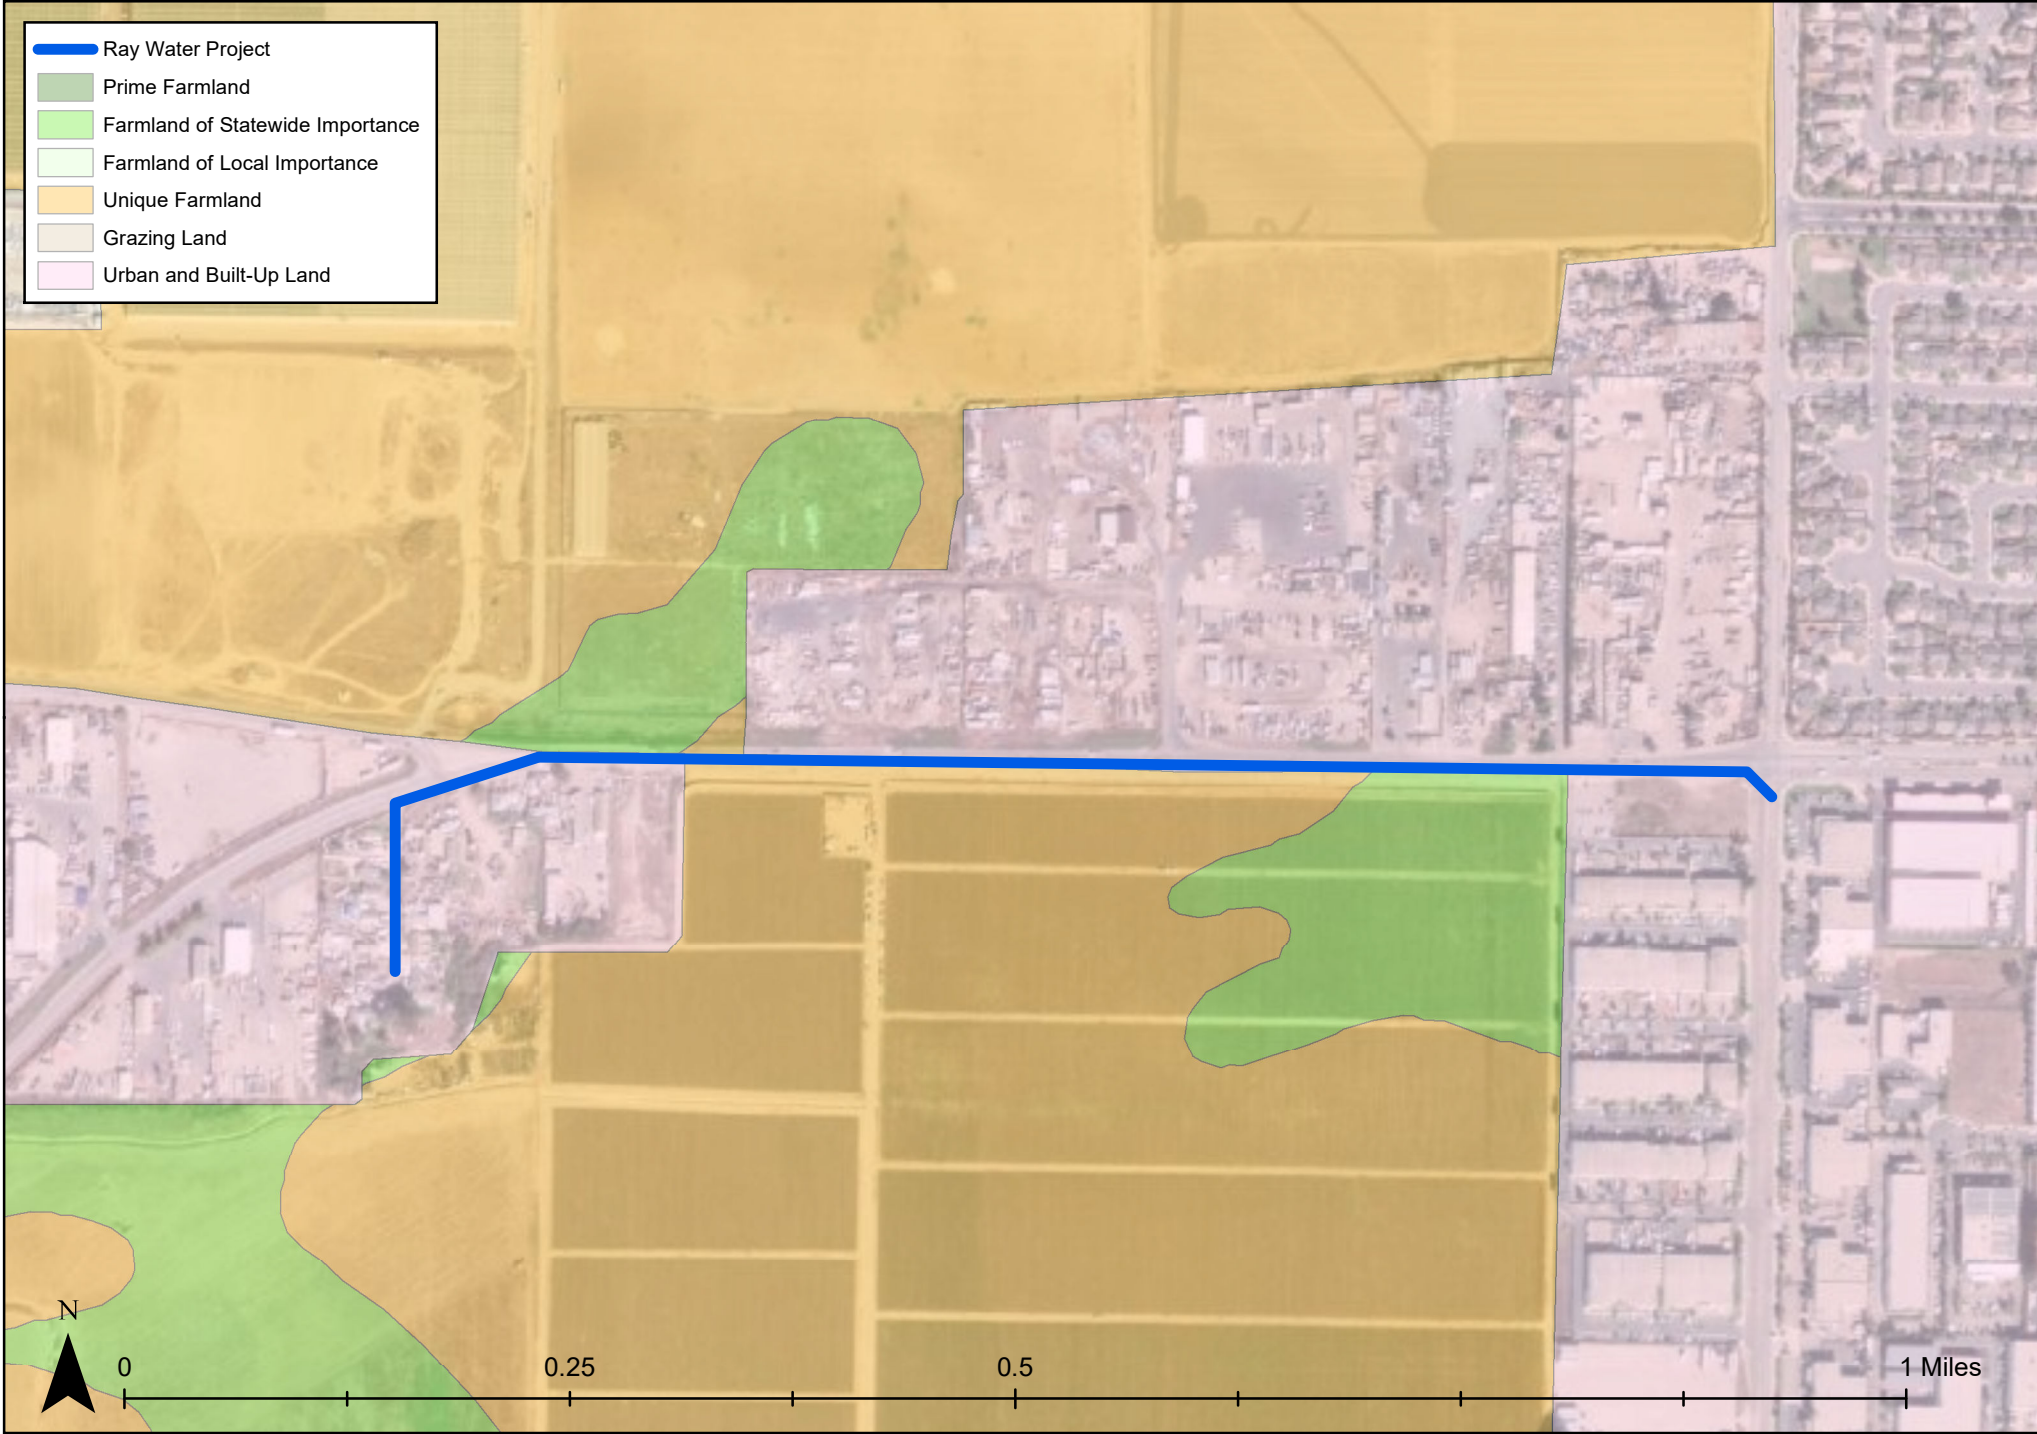 Ray Water Project
Prime Farmland
Farmland of Statewide Importance
Farmland of Local Importance
Unique Farmland
Grazing Land
Urban and Built-Up Land
N
0
0.25
0.5
1 Miles